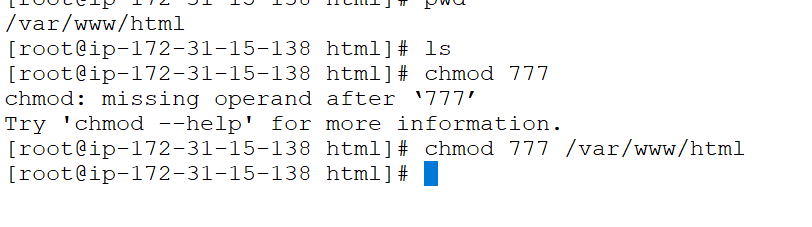 [root@ip-172-31-15-138 html]# pwd
/var/www/html
[root@ip-172-31-15-138 html]# ls
[root@ip-172-31-15-138 html]# chmod 777
chmod: missing operand after ‘777’
Try 'chmod --help' for more information.
[root@ip-172-31-15-138 html]# chmod 777 /var/www/html
[root@ip-172-31-15-138 html]#